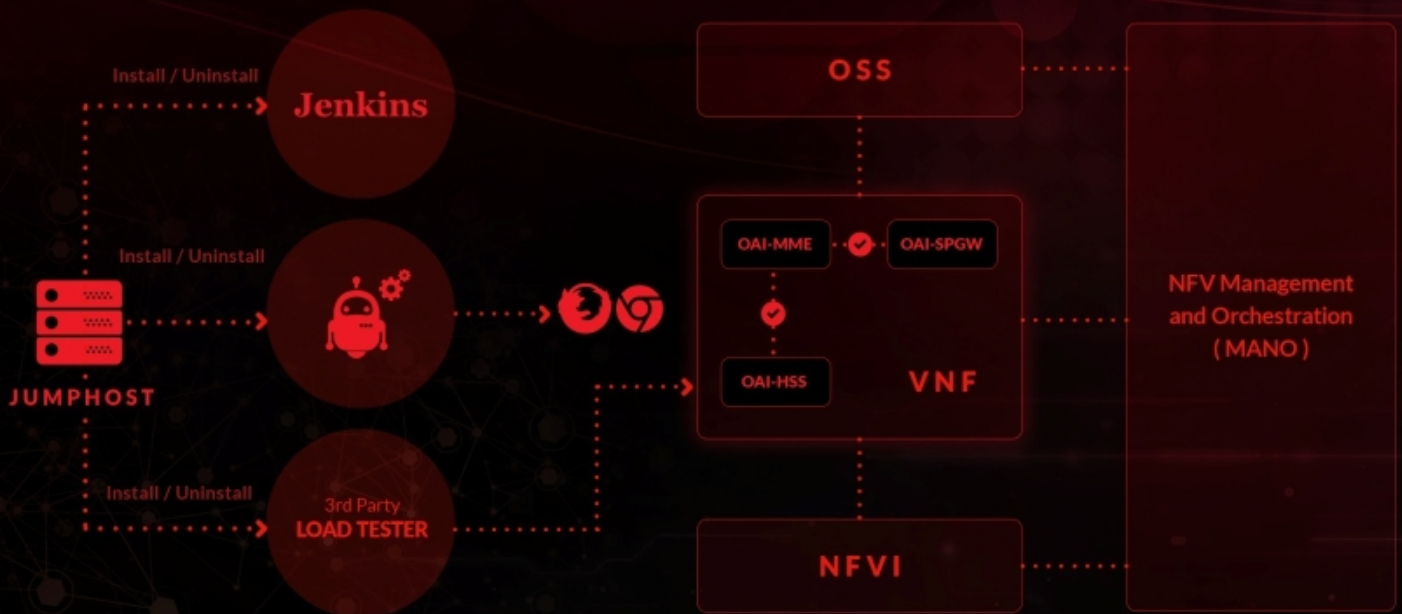 Install / Uninstall
Jenkins
Install / Uninstall
JUMPHOST
Install / Uninstall
3rd Party
LOAD TESTER
OSS
OAI-MME
OAI-SPGW
OAI-HSS
VNF
NFVI
NFV Management
and Orchestration
( MANO )